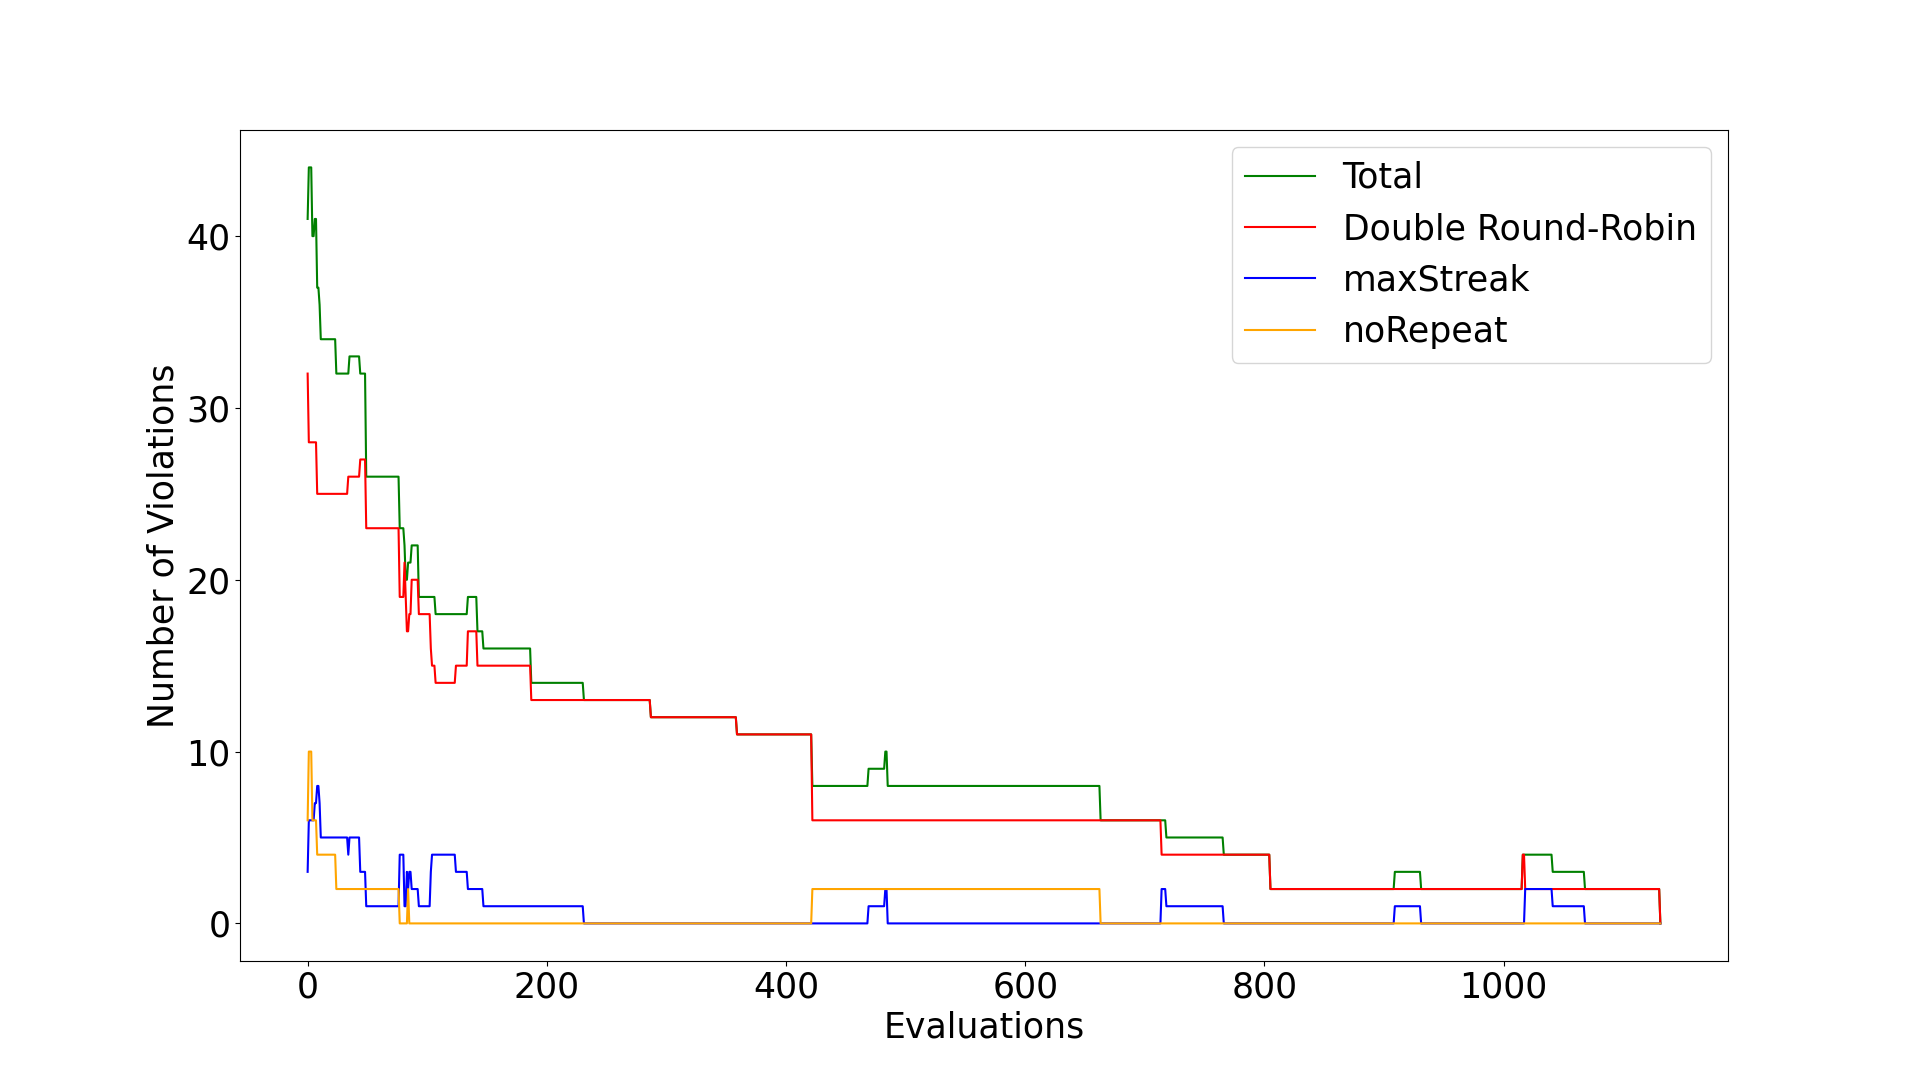 Total
Double Round-Robin
maxStreak
noRepeat
Number of Violations
40
30
20
10
0
0 200 400 600 800 1000
Evaluations